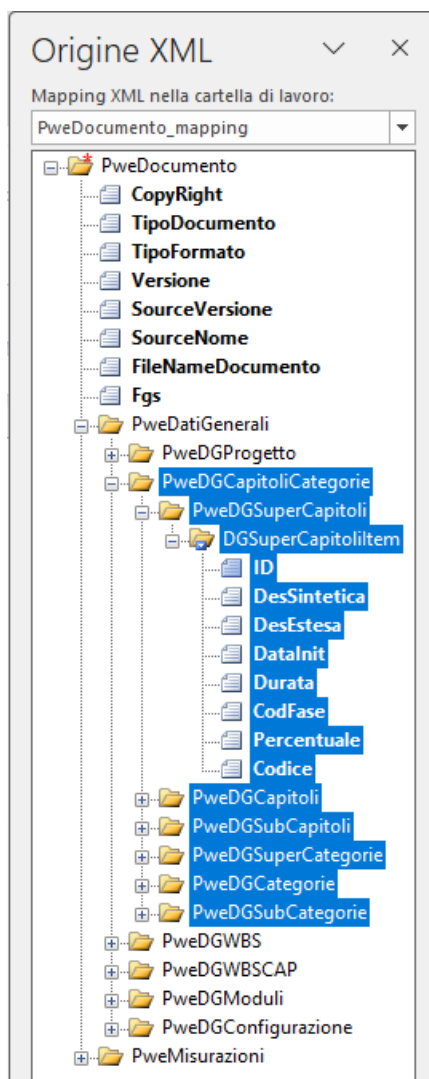 Origine XML
Mapping XML nella cartella di lavoro:
PweDocumento_mapping
PweDocumento
CopyRight
TipoDocumento
TipoFormato
Versione
SourceVersione
SourceNome
FileNameDocumento
Fgs
PweDatiGenerali
PweDGProgetto
PweDGCapitoliCategorie
PweDGSuperCapitoli
DGSuperCapitoliItem
ID
DesSintetica
DesEstesa
DataInit
Durata
CodFase
Percentuale
Codice
PweDGCapitoli
PweDGSubCapitoli
PweDGSuperCategorie
PweDGCategorie
PweDGSubCategorie
PweDGWBS
PweDGWBSCAP
PweDGModuli
PweDGConfigurazione
PweMisurazioni